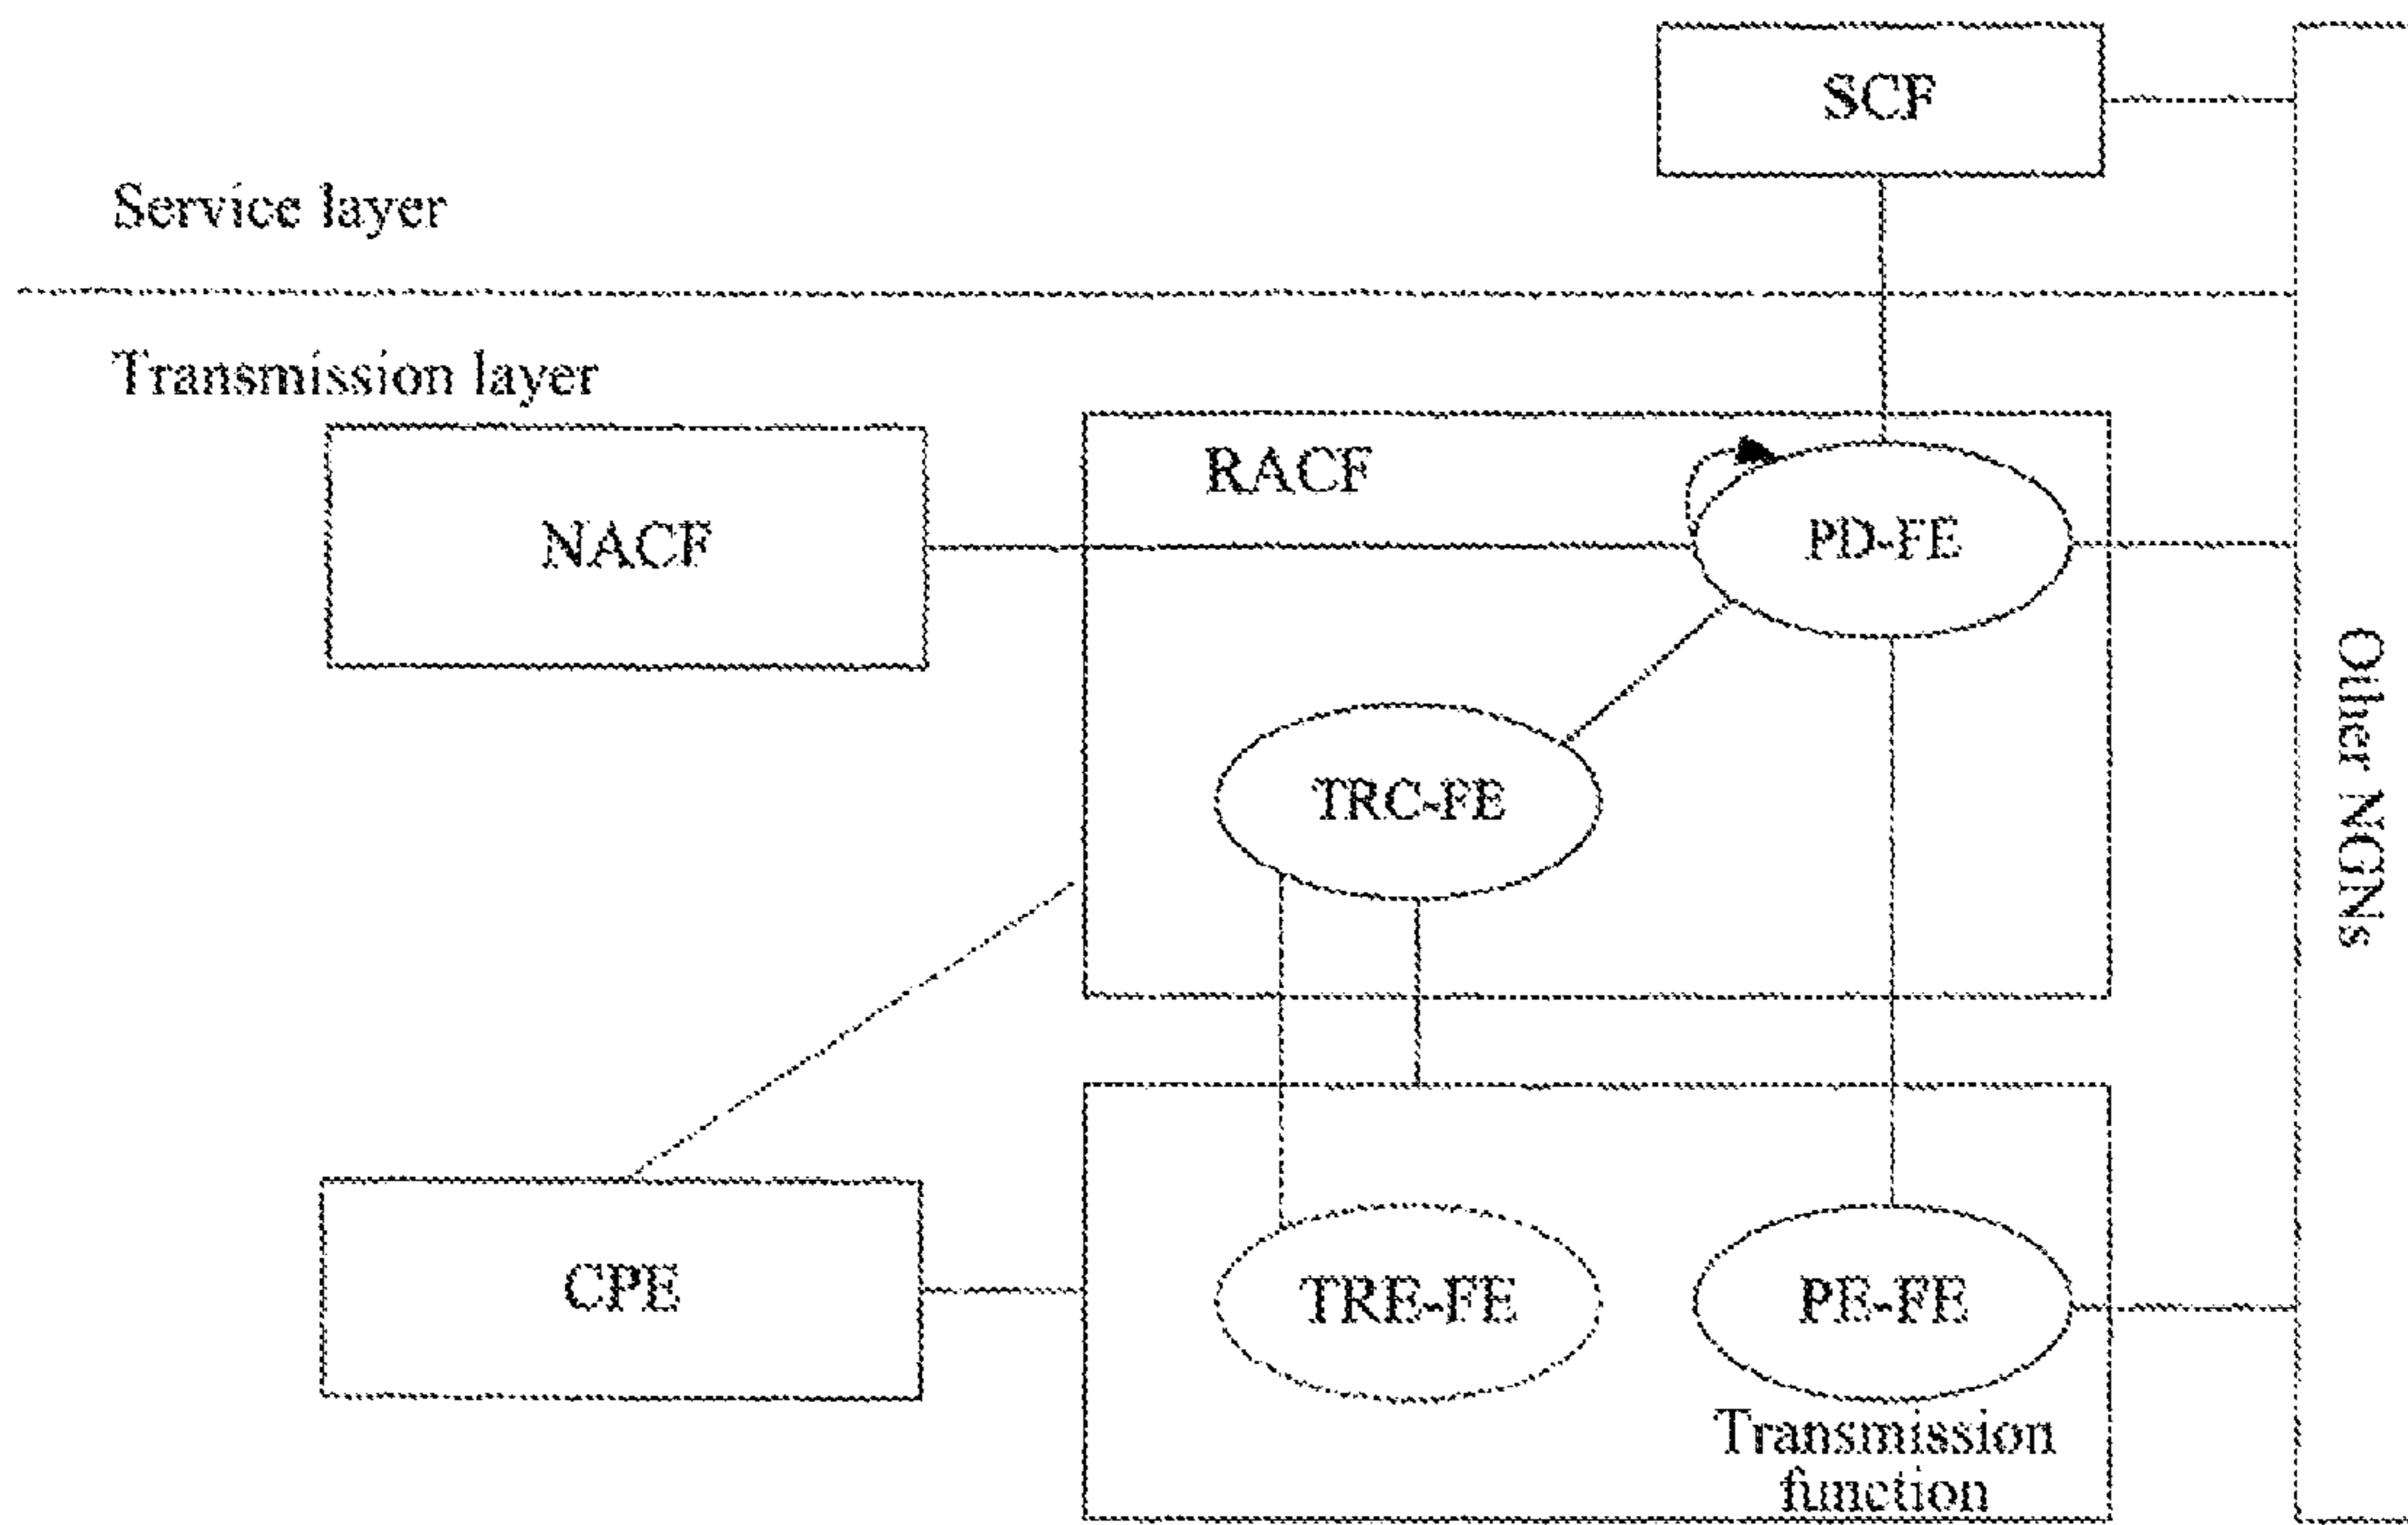 SCF
Service layer
Transmission layer
RACF
NACF
PD-FE
TRC-FE
Other NGNs
CPE
TRE-FE
PE-FE
Transmission
function